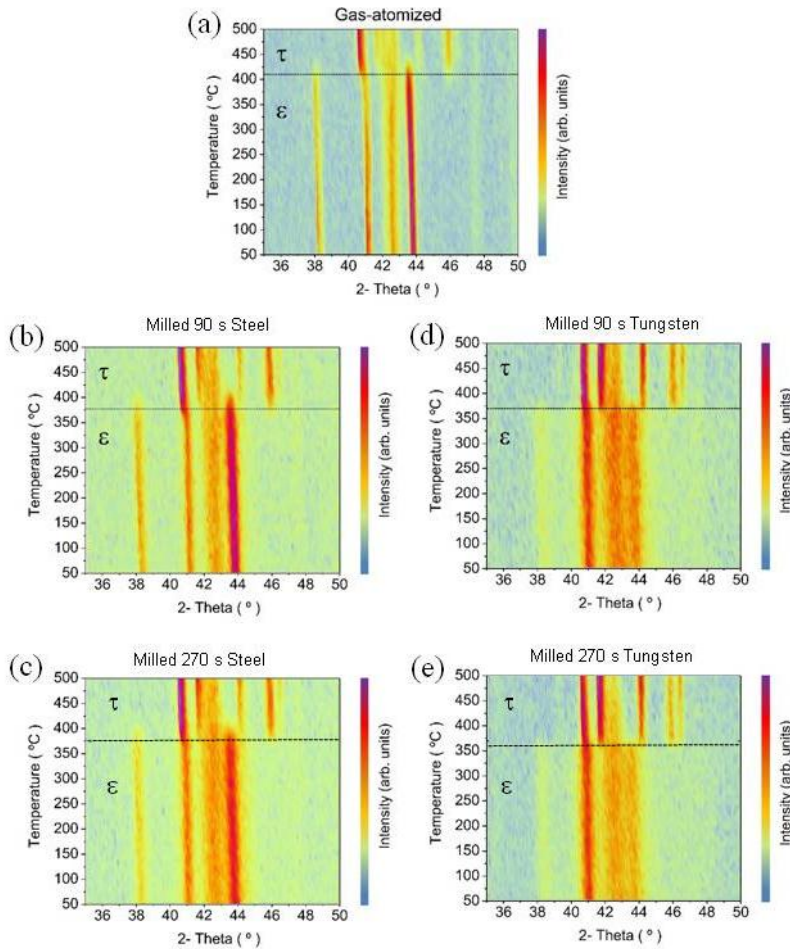 (a)
Gas-atomized
Temperature ( °C)
500
450
400
350
300
250
200
150
100
50
τ
ε
36 38 40 42 44 46 48 50
2- Theta ( º )
Intensity (arb. units)
(b)
Milled 90 s Steel
Temperature ( °C)
500
450
400
350
300
250
200
150
100
50
τ
ε
36 38 40 42 44 46 48 50
2- Theta ( º )
Intensity (arb. units)
(d)
Milled 90 s Tungsten
Temperature ( °C)
500
450
400
350
300
250
200
150
100
50
τ
ε
36 38 40 42 44 46 48 50
2- Theta ( º )
Intensity (arb. units)
(c)
Milled 270 s Steel
Temperature ( °C)
500
450
400
350
300
250
200
150
100
50
τ
ε
36 38 40 42 44 46 48 50
2- Theta ( º )
Intensity (arb. units)
(e)
Milled 270 s Tungsten
Temperature ( °C)
500
450
400
350
300
250
200
150
100
50
τ
ε
36 38 40 42 44 46 48 50
2- Theta ( º )
Intensity (arb. units)